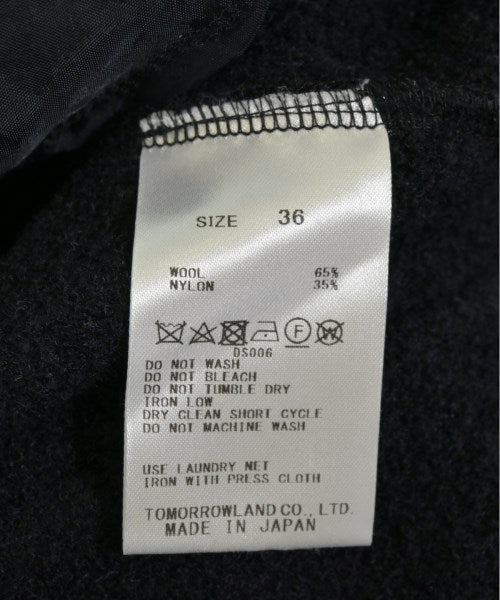 SIZE 36
WOOL 65%
NYLON 35%
F W
DS006
DO NOT WASH
DO NOT BLEACH
DO NOT TUMBLE DRY
IRON LOW
DRY CLEAN SHORT CYCLE
DO NOT MACHINE WASH
USE LAUNDRY NET
IRON WITH PRESS CLOTH
TOMORROWLAND CO., LTD.
MADE IN JAPAN